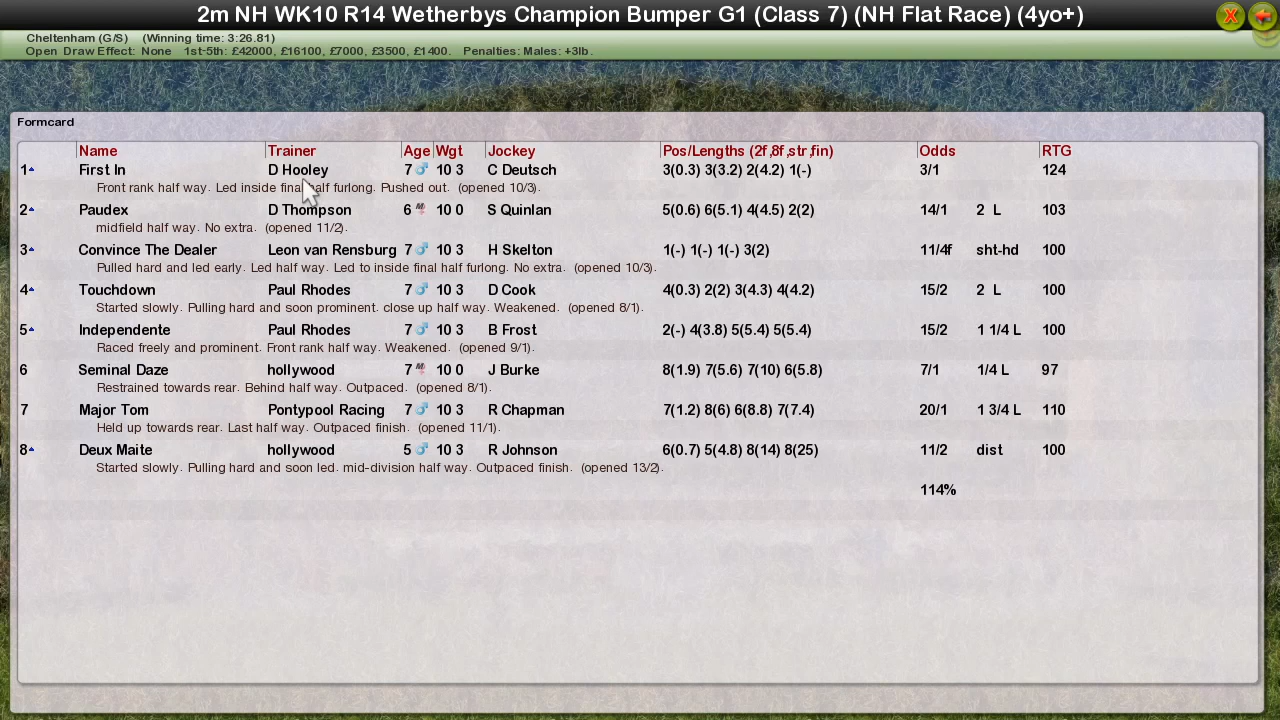 2m NH WK10 R14 Wetherbys Champion Bumper G1 (Class 7) (NH Flat Race) (4yo+)
X
Cheltenham (G/S) (Winning time: 3:26.81)
Open Draw Effect: None 1st-5th: £42000, £16100, £7000, £3500, £1400. Penalties: Males: +3lb.
Formcard
Name Trainer Age Wgt Jockey Pos/Lengths (2f,8f,str,fin) Odds RTG
1 First In D Hooley 7 10 3 C Deutsch 3(0.3) 3(3.2) 2(4.2) 1(-) 3/1 124
Front rank half way. Led inside final half furlong. Pushed out. (opened 10/3).
2 Paudex D Thompson 6 10 0 S Quinlan 5(0.6) 6(5.1) 4(4.5) 2(2) 14/1 2 L 103
midfield half way. No extra. (opened 11/2).
3 Convince The Dealer Leon van Rensburg 7 10 3 H Skelton 1(-) 1(-) 1(-) 3(2) 11/4f sht-hd 100
Pulled hard and led early. Led half way. Led to inside final half furlong. No extra. (opened 10/3).
4 Touchdown Paul Rhodes 7 10 3 D Cook 4(0.3) 2(2) 3(4.3) 4(4.2) 15/2 2 L 100
Started slowly. Pulling hard and soon prominent. close up half way. Weakened. (opened 8/1).
5 Independente Paul Rhodes 7 10 3 B Frost 2(-) 4(3.8) 5(5.4) 5(5.4) 15/2 1 1/4 L 100
Raced freely and prominent. Front rank half way. Weakened. (opened 9/1).
6 Seminal Daze hollywood 7 10 0 J Burke 8(1.9) 7(5.6) 7(10) 6(5.8) 7/1 1/4 L 97
Restrained towards rear. Behind half way. Outpaced. (opened 8/1).
7 Major Tom Pontypool Racing 7 10 3 R Chapman 7(1.2) 8(6) 6(8.8) 7(7.4) 20/1 1 3/4 L 110
Held up towards rear. Last half way. Outpaced finish. (opened 11/1).
8 Deux Maite hollywood 5 10 3 R Johnson 6(0.7) 5(4.8) 8(14) 8(25) 11/2 dist 100
Started slowly. Pulling hard and soon led. mid-division half way. Outpaced finish. (opened 13/2).
114%